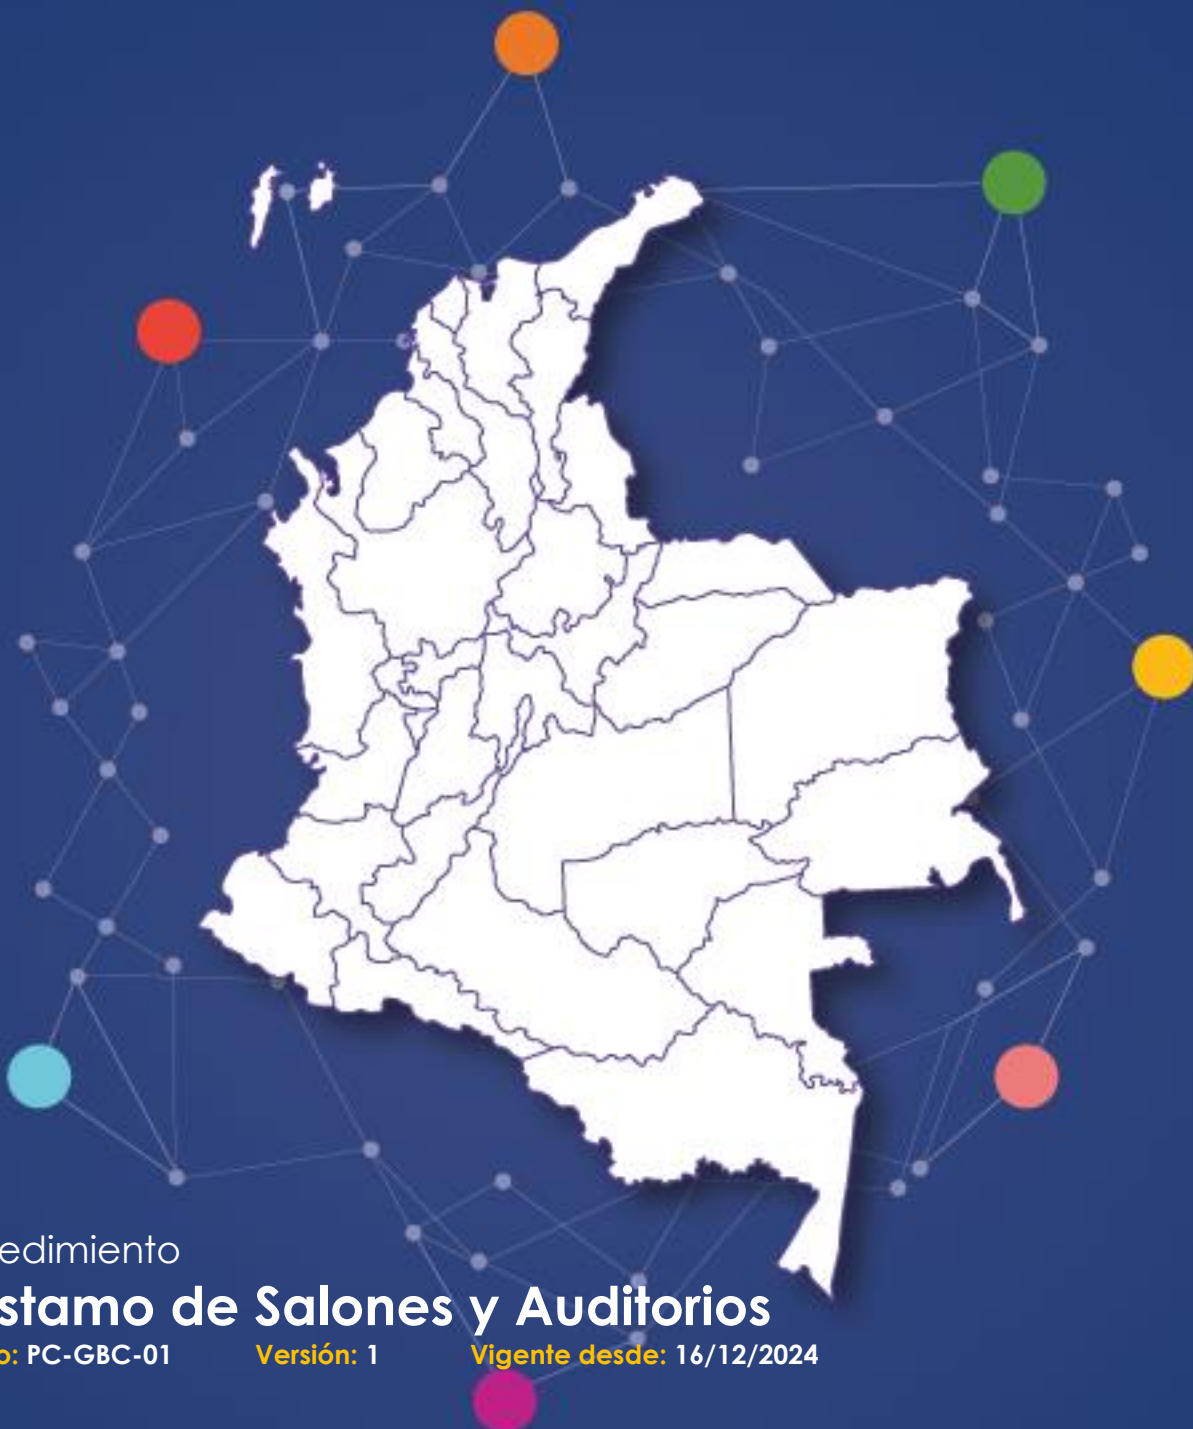 edimiento
stamo de Salones y Auditorios
o: PC-GBC-01 Versión: 1 Vigente desde: 16/12/2024